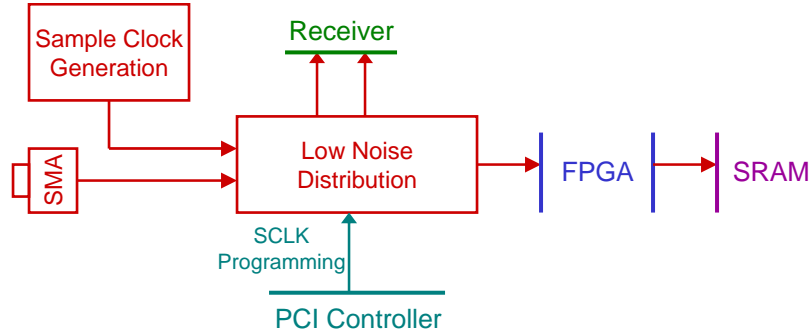 Sample Clock
Generation
Receiver
Low Noise
Distribution
SMA
FPGA
SRAM
SCLK
Programming
PCI Controller